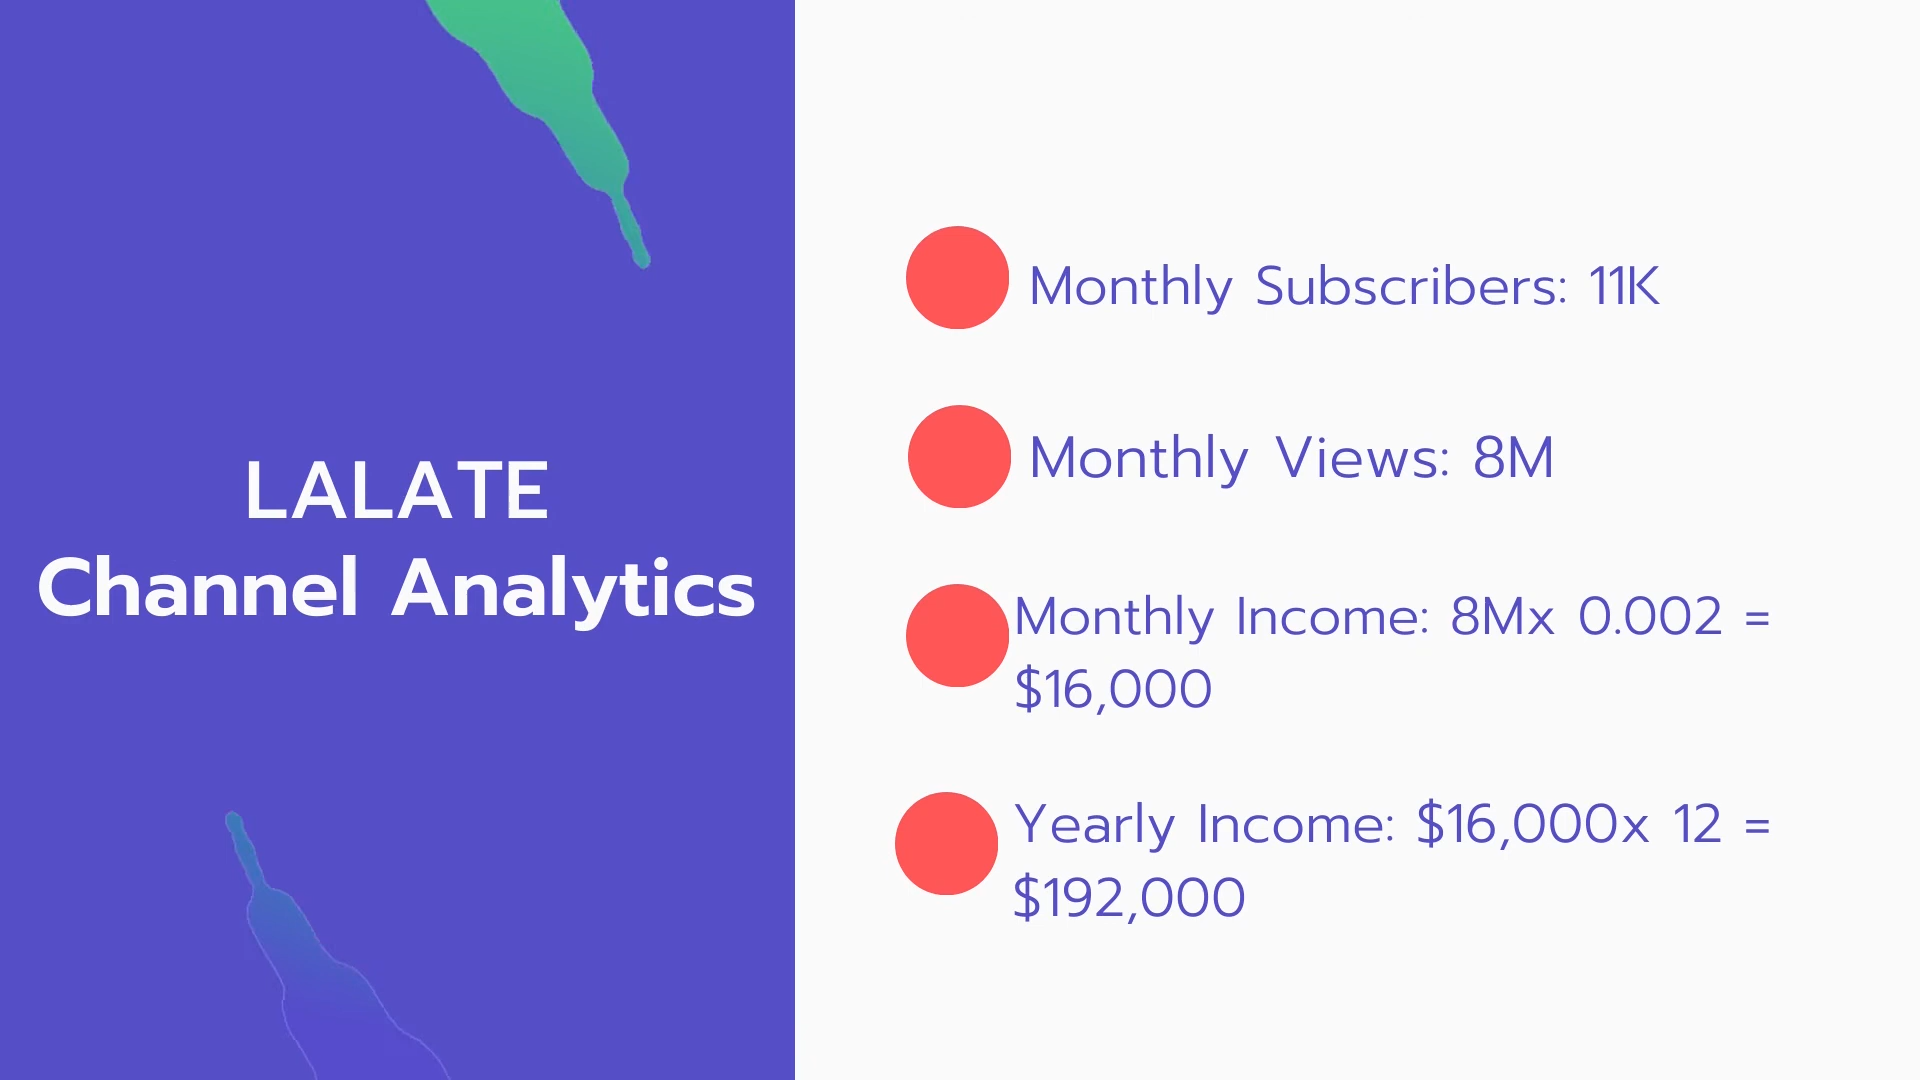 LALATE
Channel Analytics
Monthly Subscribers: 11K
Monthly Views: 8M
Monthly Income: 8Mx 0.002 =
$16,000
Yearly Income: $16,000x 12 =
$192,000